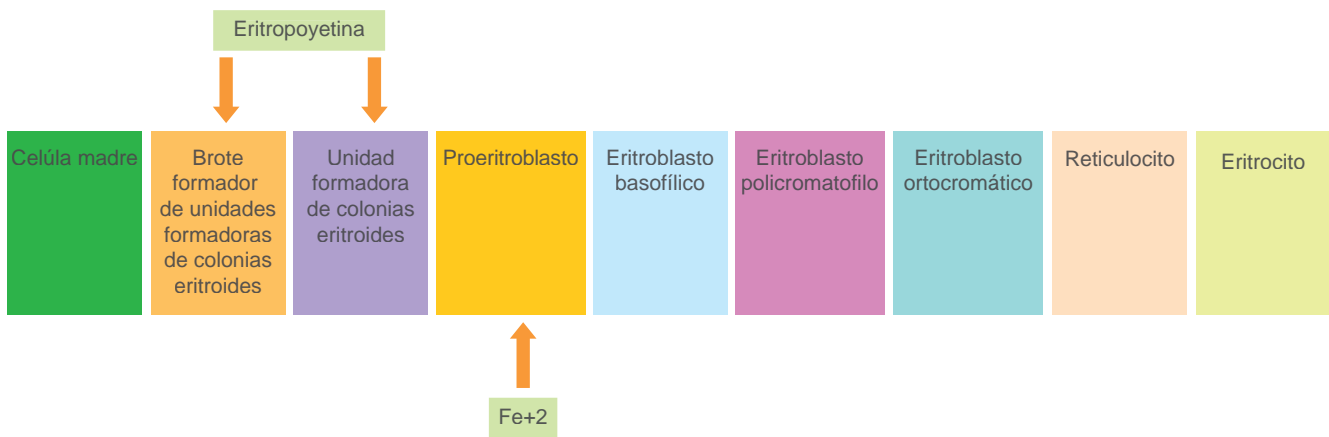 Eritropoyetina
Celúla madre
Brote
formador
de unidades
formadoras
de colonias
eritroides
Unidad
formadora
de colonias
eritroides
Proeritroblasto
Eritroblasto
basofílico
Eritroblasto
policromatofilo
Eritroblasto
ortocromático
Reticulocito
Eritrocito
Fe+2